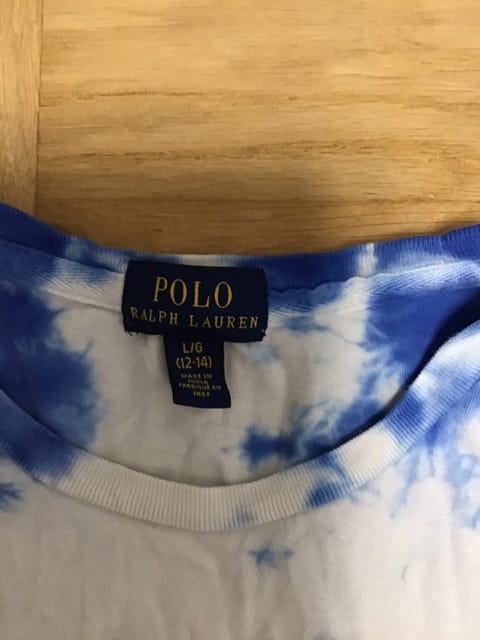 POLO
RALPH LAUREN
L/G
(12-14)
MADE IN
INDIA
FABRIQUÉ EN
INDE